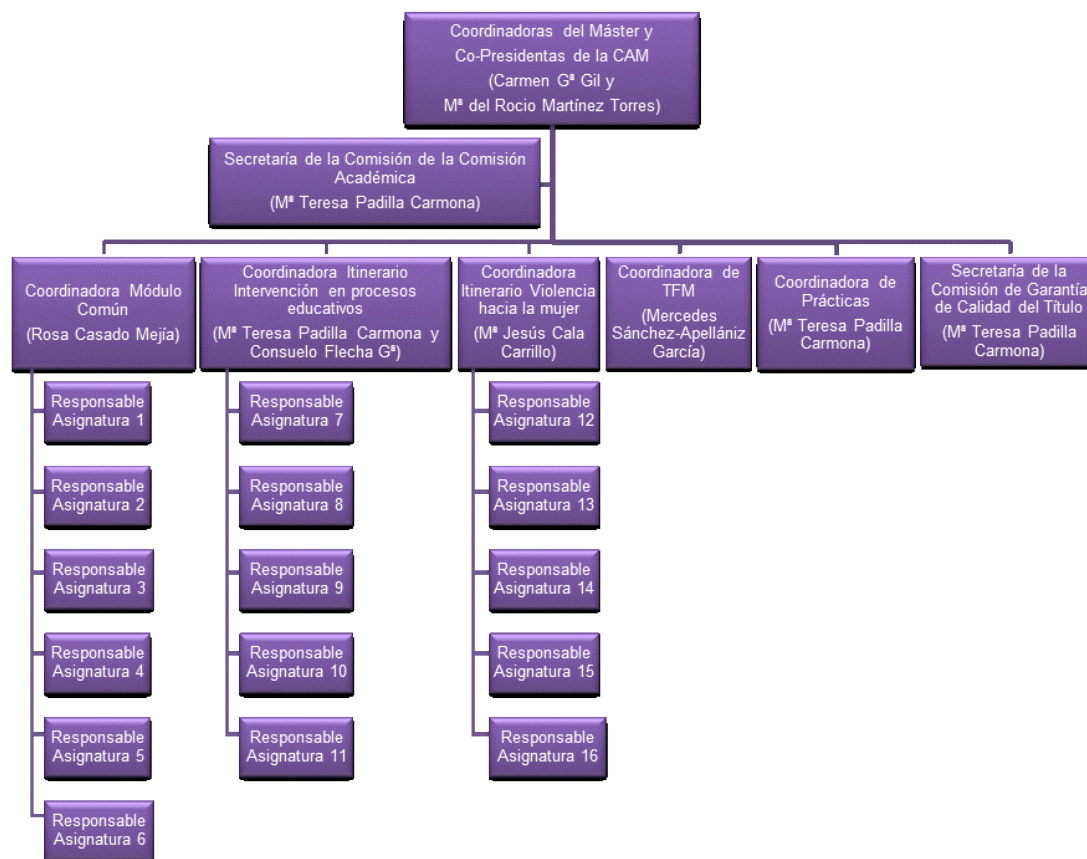 Coordinadoras del Máster y
Co-Presidentas de la CAM
(Carmen Gª Gil y
Mª del Rocio Martínez Torres)
Secretaría de la Comisión de la Comisión
Académica
(Mª Teresa Padilla Carmona)
Coordinadora Módulo
Común
(Rosa Casado Mejía)
Coordinadora Itinerario
Intervención en procesos
educativos
(Mª Teresa Padilla Carmona y
Consuelo Flecha Gª)
Coordinadora
Itinerario Violencia
hacia la mujer
(Mª Jesús Cala
Carrillo)
Coordinadora de
TFM
(Mercedes
Sánchez-Apellániz
García)
Coordinadora de
Prácticas
(Mª Teresa Padilla
Carmona)
Secretaría de la
Comisión de Garantía
de Calidad del Título
(Mª Teresa Padilla
Carmona)
Responsable
Asignatura 1
Responsable
Asignatura 2
Responsable
Asignatura 3
Responsable
Asignatura 4
Responsable
Asignatura 5
Responsable
Asignatura 6
Responsable
Asignatura 7
Responsable
Asignatura 8
Responsable
Asignatura 9
Responsable
Asignatura 10
Responsable
Asignatura 11
Responsable
Asignatura 12
Responsable
Asignatura 13
Responsable
Asignatura 14
Responsable
Asignatura 15
Responsable
Asignatura 16